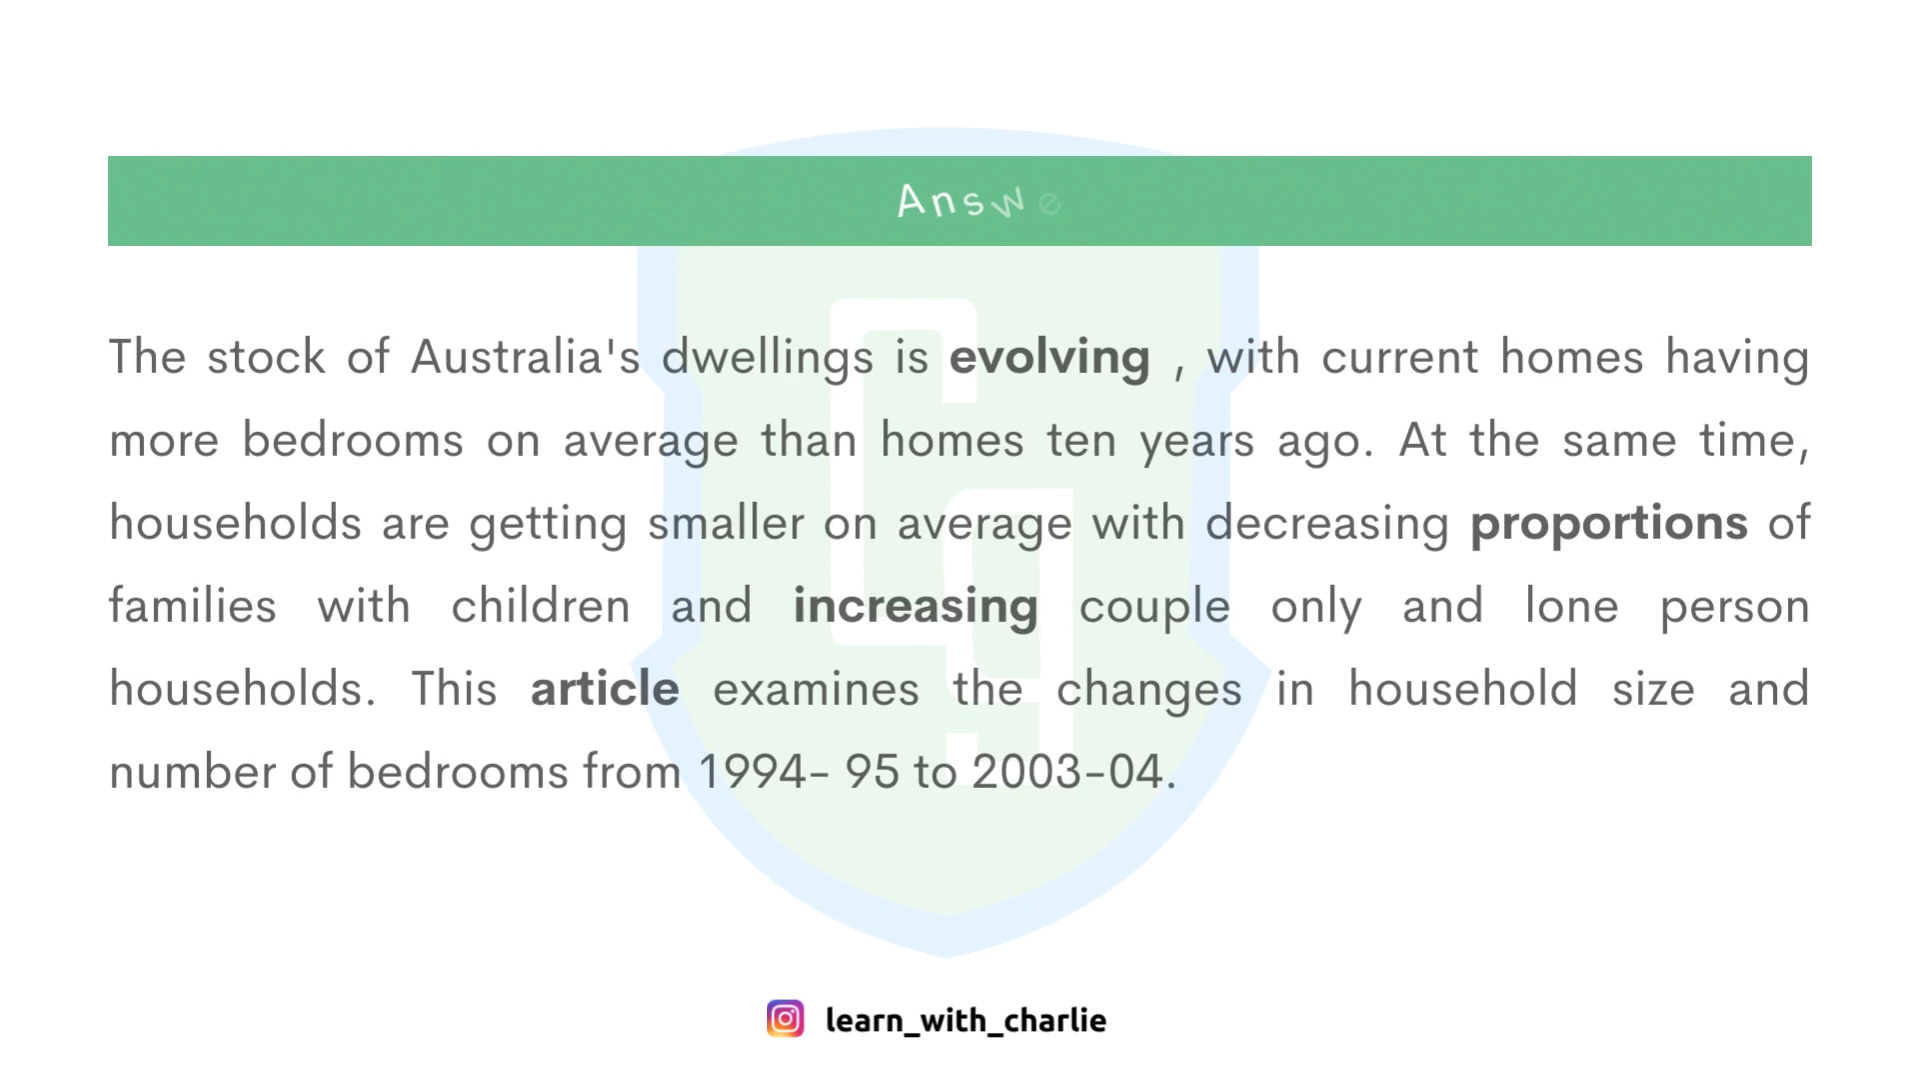 Answe
The stock of Australia's dwellings is evolving , with current homes having
more bedrooms on average than homes ten years ago. At the same time,
households are getting smaller on average with decreasing proportions of
families with children and increasing couple only and lone person
households. This article examines the changes in household size and
number of bedrooms from 1994- 95 to 2003-04.
learn_with_charlie